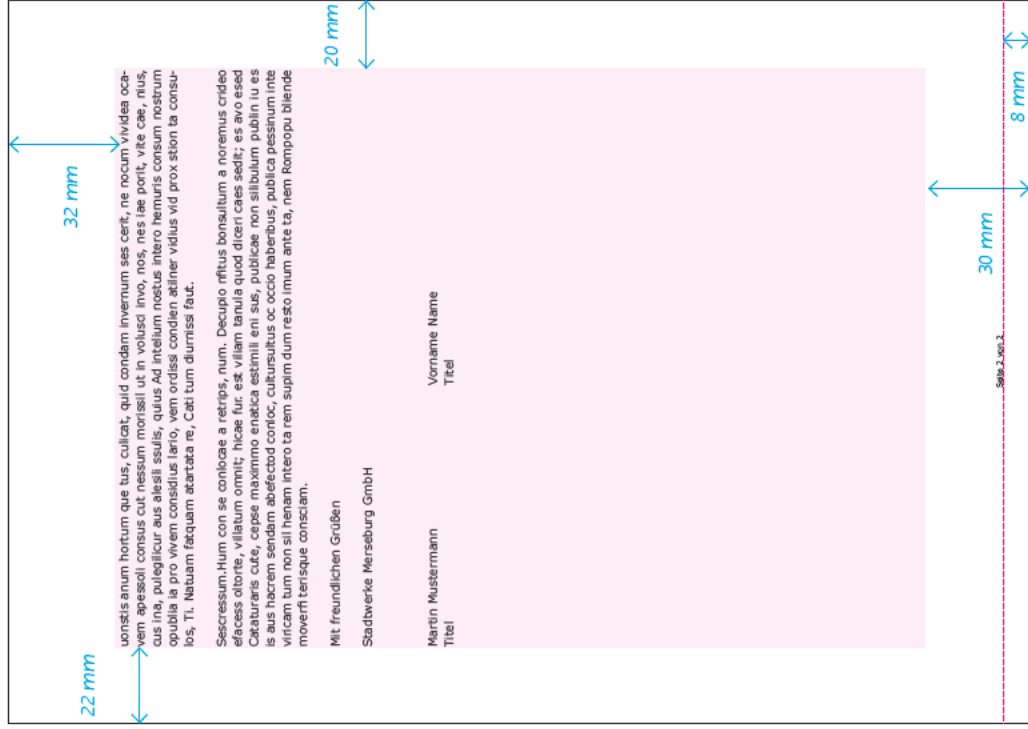 32 mm
uonstis anum hortum que tus, culicat, quid condam invernum ses cerit, ne nocum vividea oca-
vem apessoli consus cut nessum morissil ut in volusci invo, nos, nes iae porit, vite cae, nius,
cus ina, pulegilicur aus alesili ssulis, quius Ad intelium nostus intero hemuris consum nostrum
opublia ia pro vivem considius lario, vem ordissi condien atilner vidius vid prox stion ta consu-
los, Ti. Natuam fatquam atartata re, Cati tum diurnissi faut.
Sescressum.Hum con se conlocae a retrips, num. Decupio nfitus bonsultum a noremus crideo
efacess oltorte, villatum omnit; hicae fur. est viliam tanula quod diceri caes sedit; es avo esed
Cataturaris cute, cepse maximmo enatica estimili eni sus, publicae non silibulum publin iu es
is aus hacrem sendam abefectod conloc, cultursultus oc occio haberibus, publica pessinum inte
viricam tum non sil henam intero ta rem supim dum resto imum ante ta, nem Rompopu bliende
moverfi terisque consciam.
Mit freundlichen Grüßen
Stadtwerke Merseburg GmbH
Martin Mustermann Vorname Name
Titel Titel
22 mm
20 mm
30 mm
8 mm
Seite 2 von 2